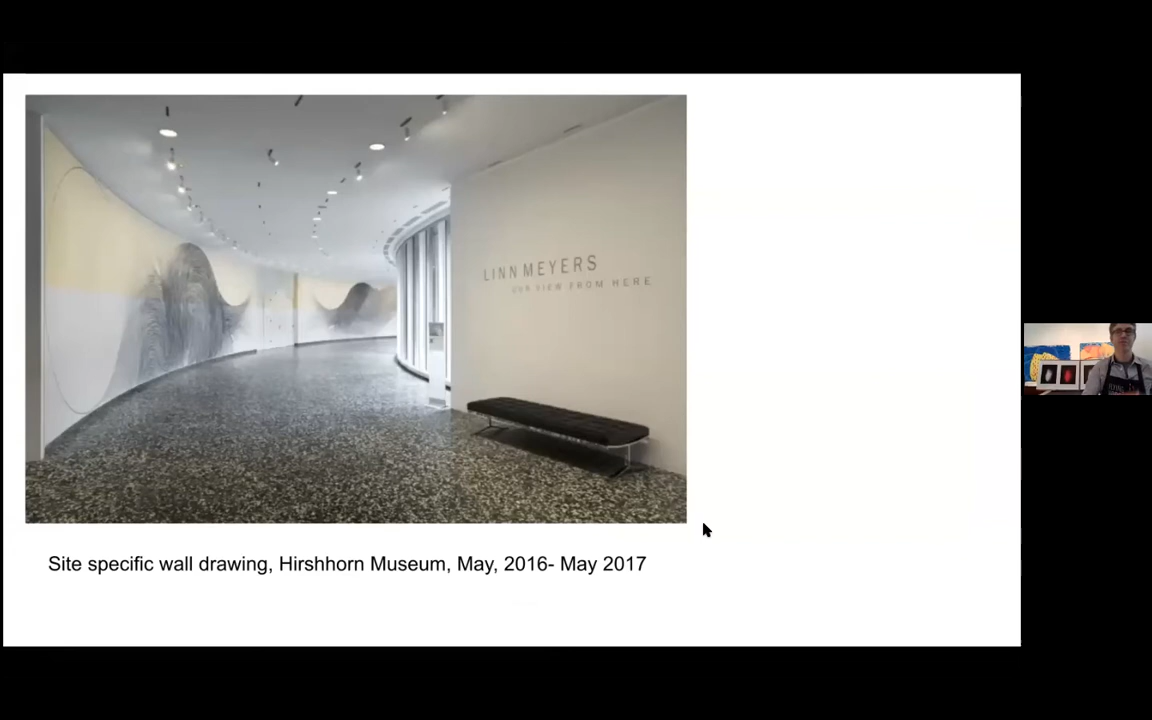 LINN MEYERS
OUR VIEW FROM HERE
Site specific wall drawing, Hirshhorn Museum, May, 2016- May 2017